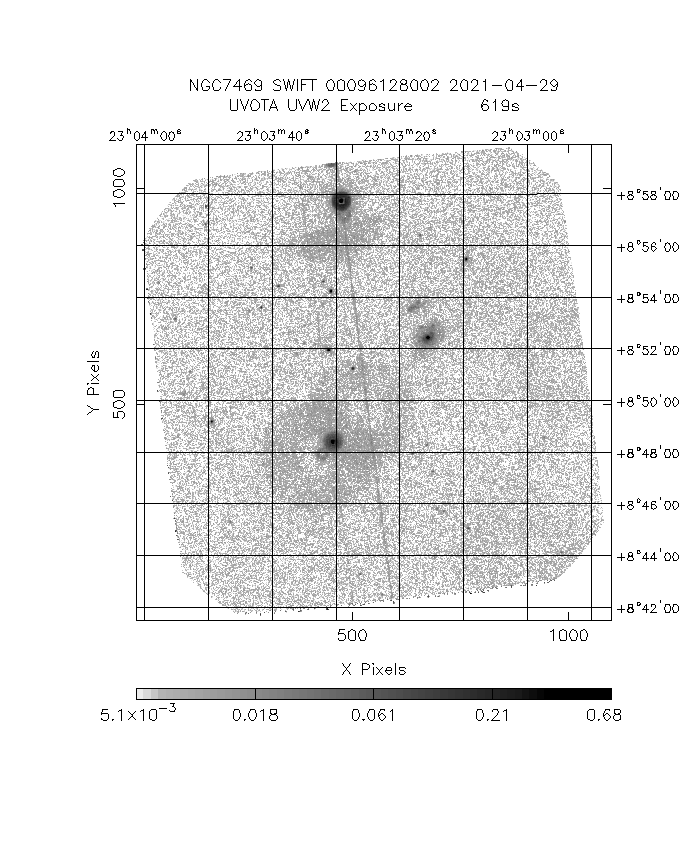 NGC7469 SWIFT 00096128002 2021-04-29
UVOTA UVW2 Exposure 619s
23h04m00s 23h03m40s 23h03m20s 23h03m00s
1000
+8°58'00
+8°56'00
+8°54'00
+8°52'00
Y Pixels
500
+8°50'00
+8°48'00
+8°46'00
+8°44'00
+8°42'00
500 1000
X Pixels
5.1×10-3 0.018 0.061 0.21 0.68